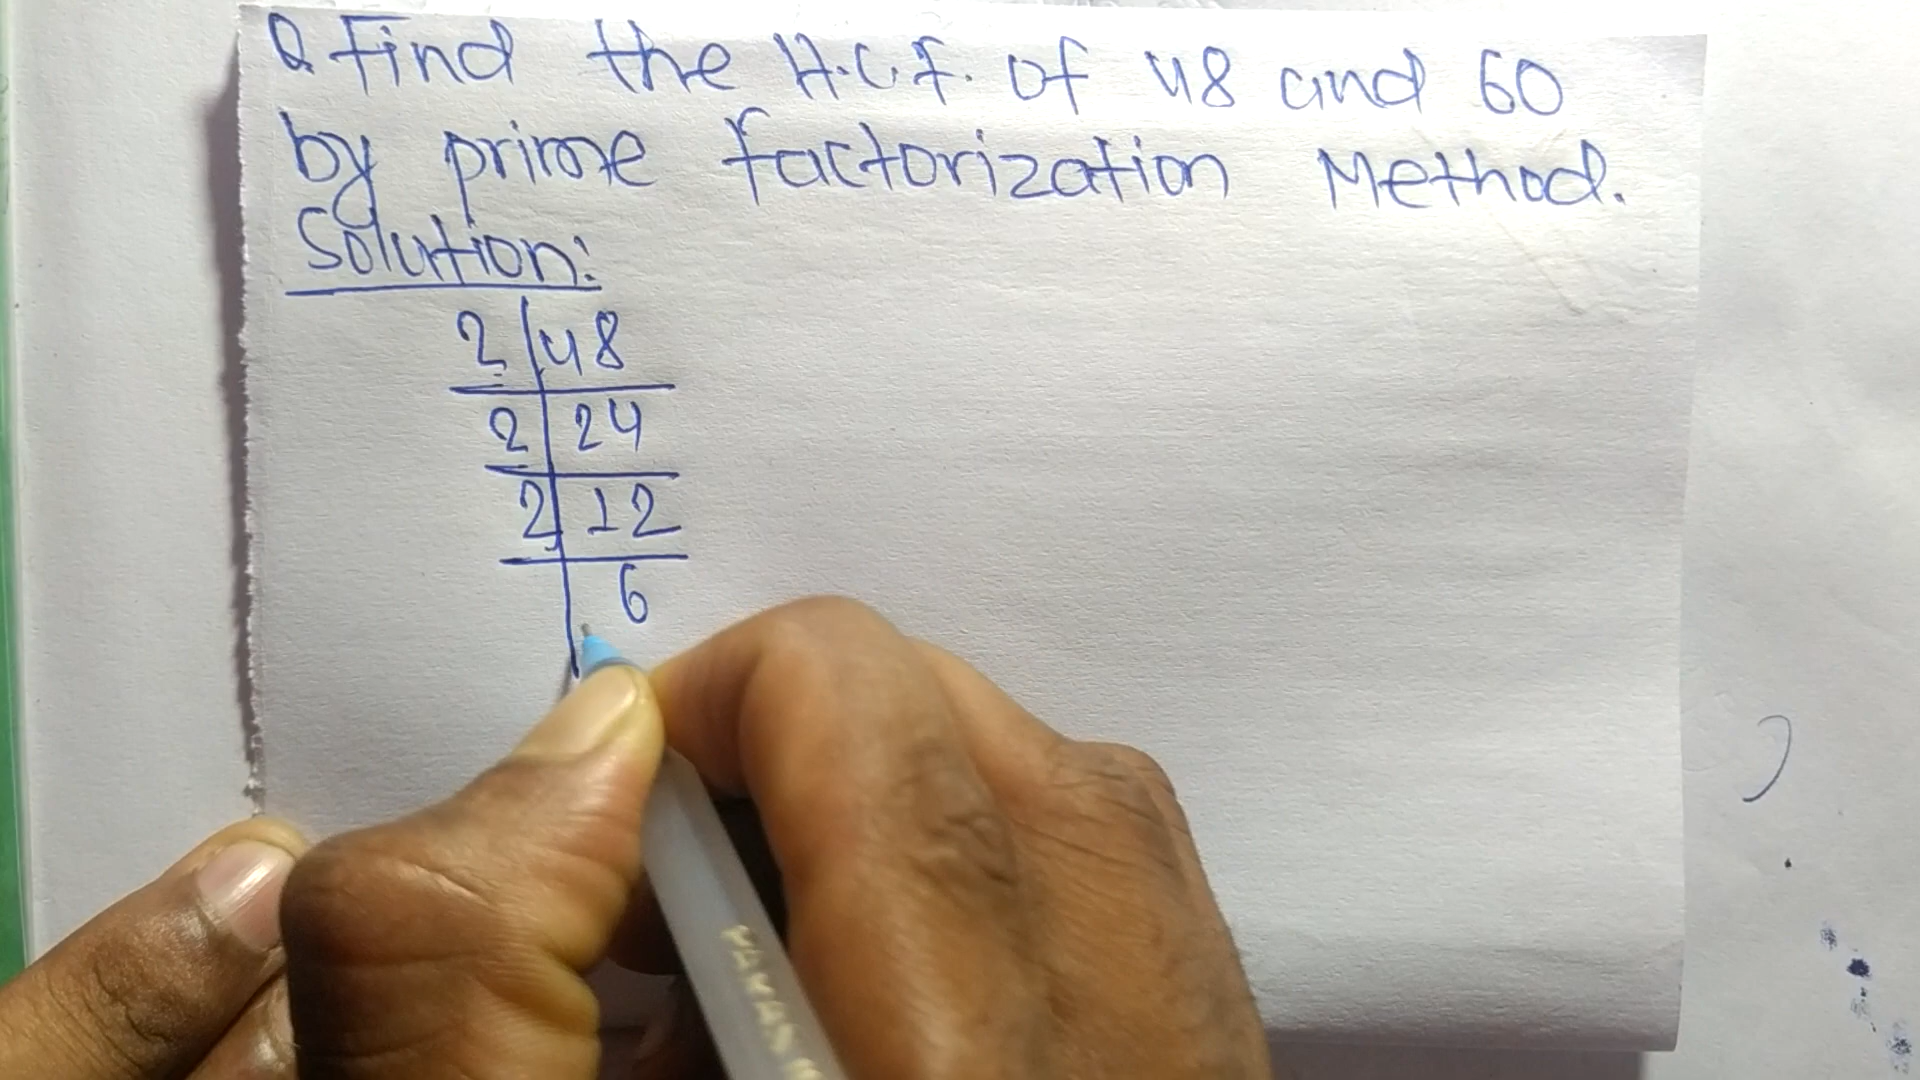 Q. Find the H.C.F. of 48 and 60
by prime factorization Method.
Solution:
2 | 48
2 | 24
2 | 12
6